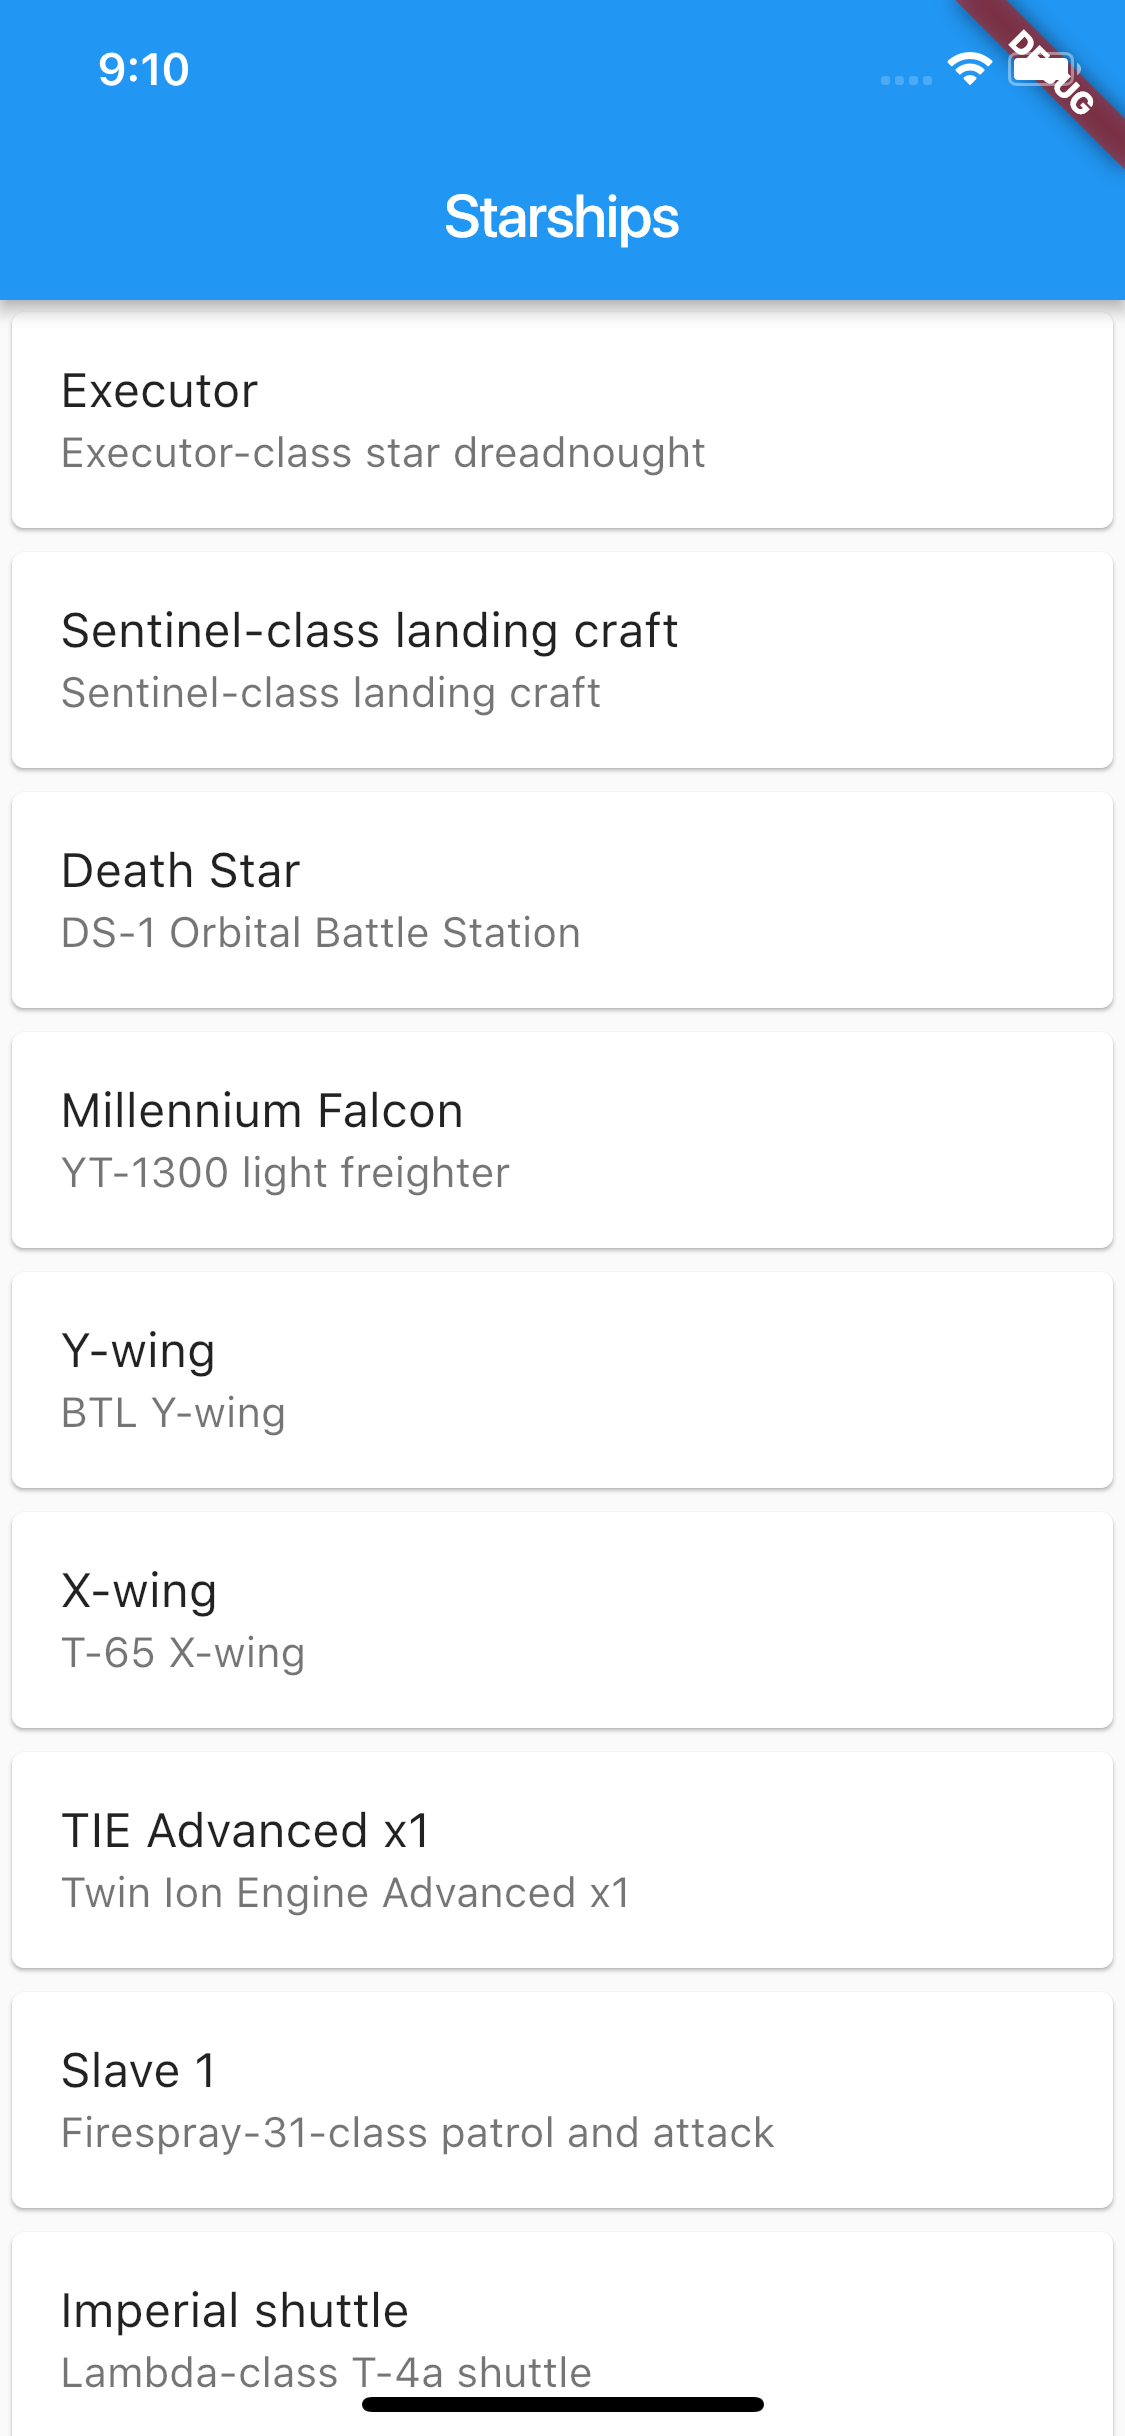 9:10
DEBUG
Starships
Executor
Executor-class star dreadnought
Sentinel-class landing craft
Sentinel-class landing craft
Death Star
DS-1 Orbital Battle Station
Millennium Falcon
YT-1300 light freighter
Y-wing
BTL Y-wing
X-wing
T-65 X-wing
TIE Advanced x1
Twin Ion Engine Advanced x1
Slave 1
Firespray-31-class patrol and attack
Imperial shuttle
Lambda-class T-4a shuttle